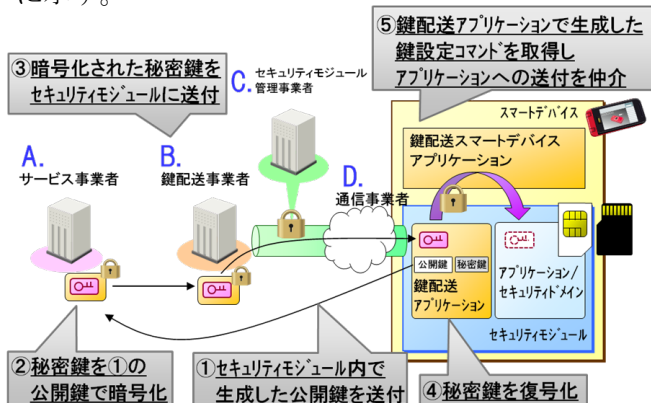 に示す。
⑤鍵配送アプリケーションで生成した
鍵設定コマンドを取得し
アプリケーションへの送付を仲介
③暗号化された秘密鍵を
セキュリティモジュールに送付
C.
セキュリティモジュール
管理事業者
スマートデバイス
鍵配送スマートデバイス
アプリケーション
A.
サービス事業者
B.
鍵配送事業者
D.
通信事業者
公開鍵
秘密鍵
鍵配送
アプリケーション
アプリケーション/
セキュリティドメイン
セキュリティモジュール
②秘密鍵を①の
公開鍵で暗号化
①セキュリティモジュール内で
生成した公開鍵を送付
④秘密鍵を復号化